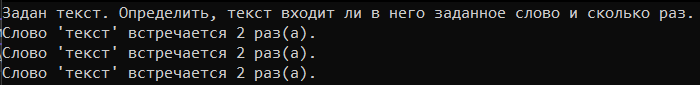 Задан текст. Определить, текст входит ли в него заданное слово и сколько раз.
Слово 'текст' встречается 2 раз(а).
Слово 'текст' встречается 2 раз(а).
Слово 'текст' встречается 2 раз(а).